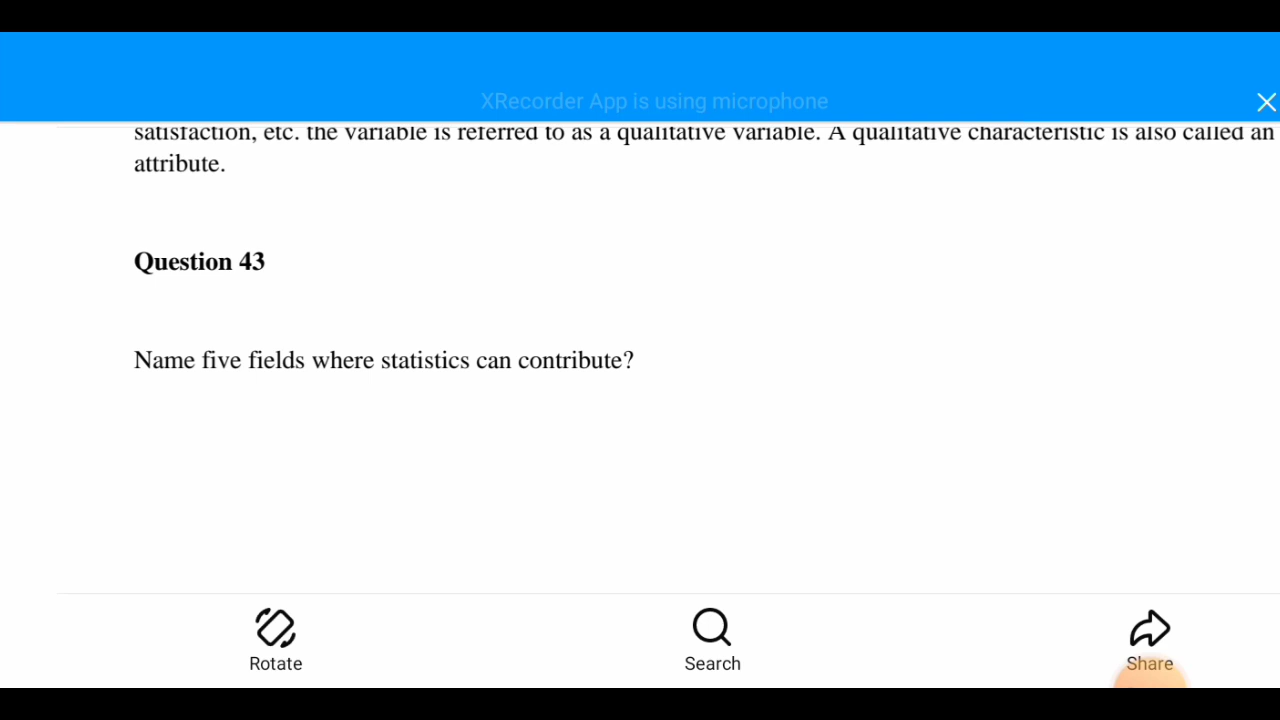 XRecorder App is using microphone
satisfaction, etc. the variable is referred to as a qualitative variable. A qualitative characteristic is also called an
attribute.
Question 43
Name five fields where statistics can contribute?
Rotate
Search
Share